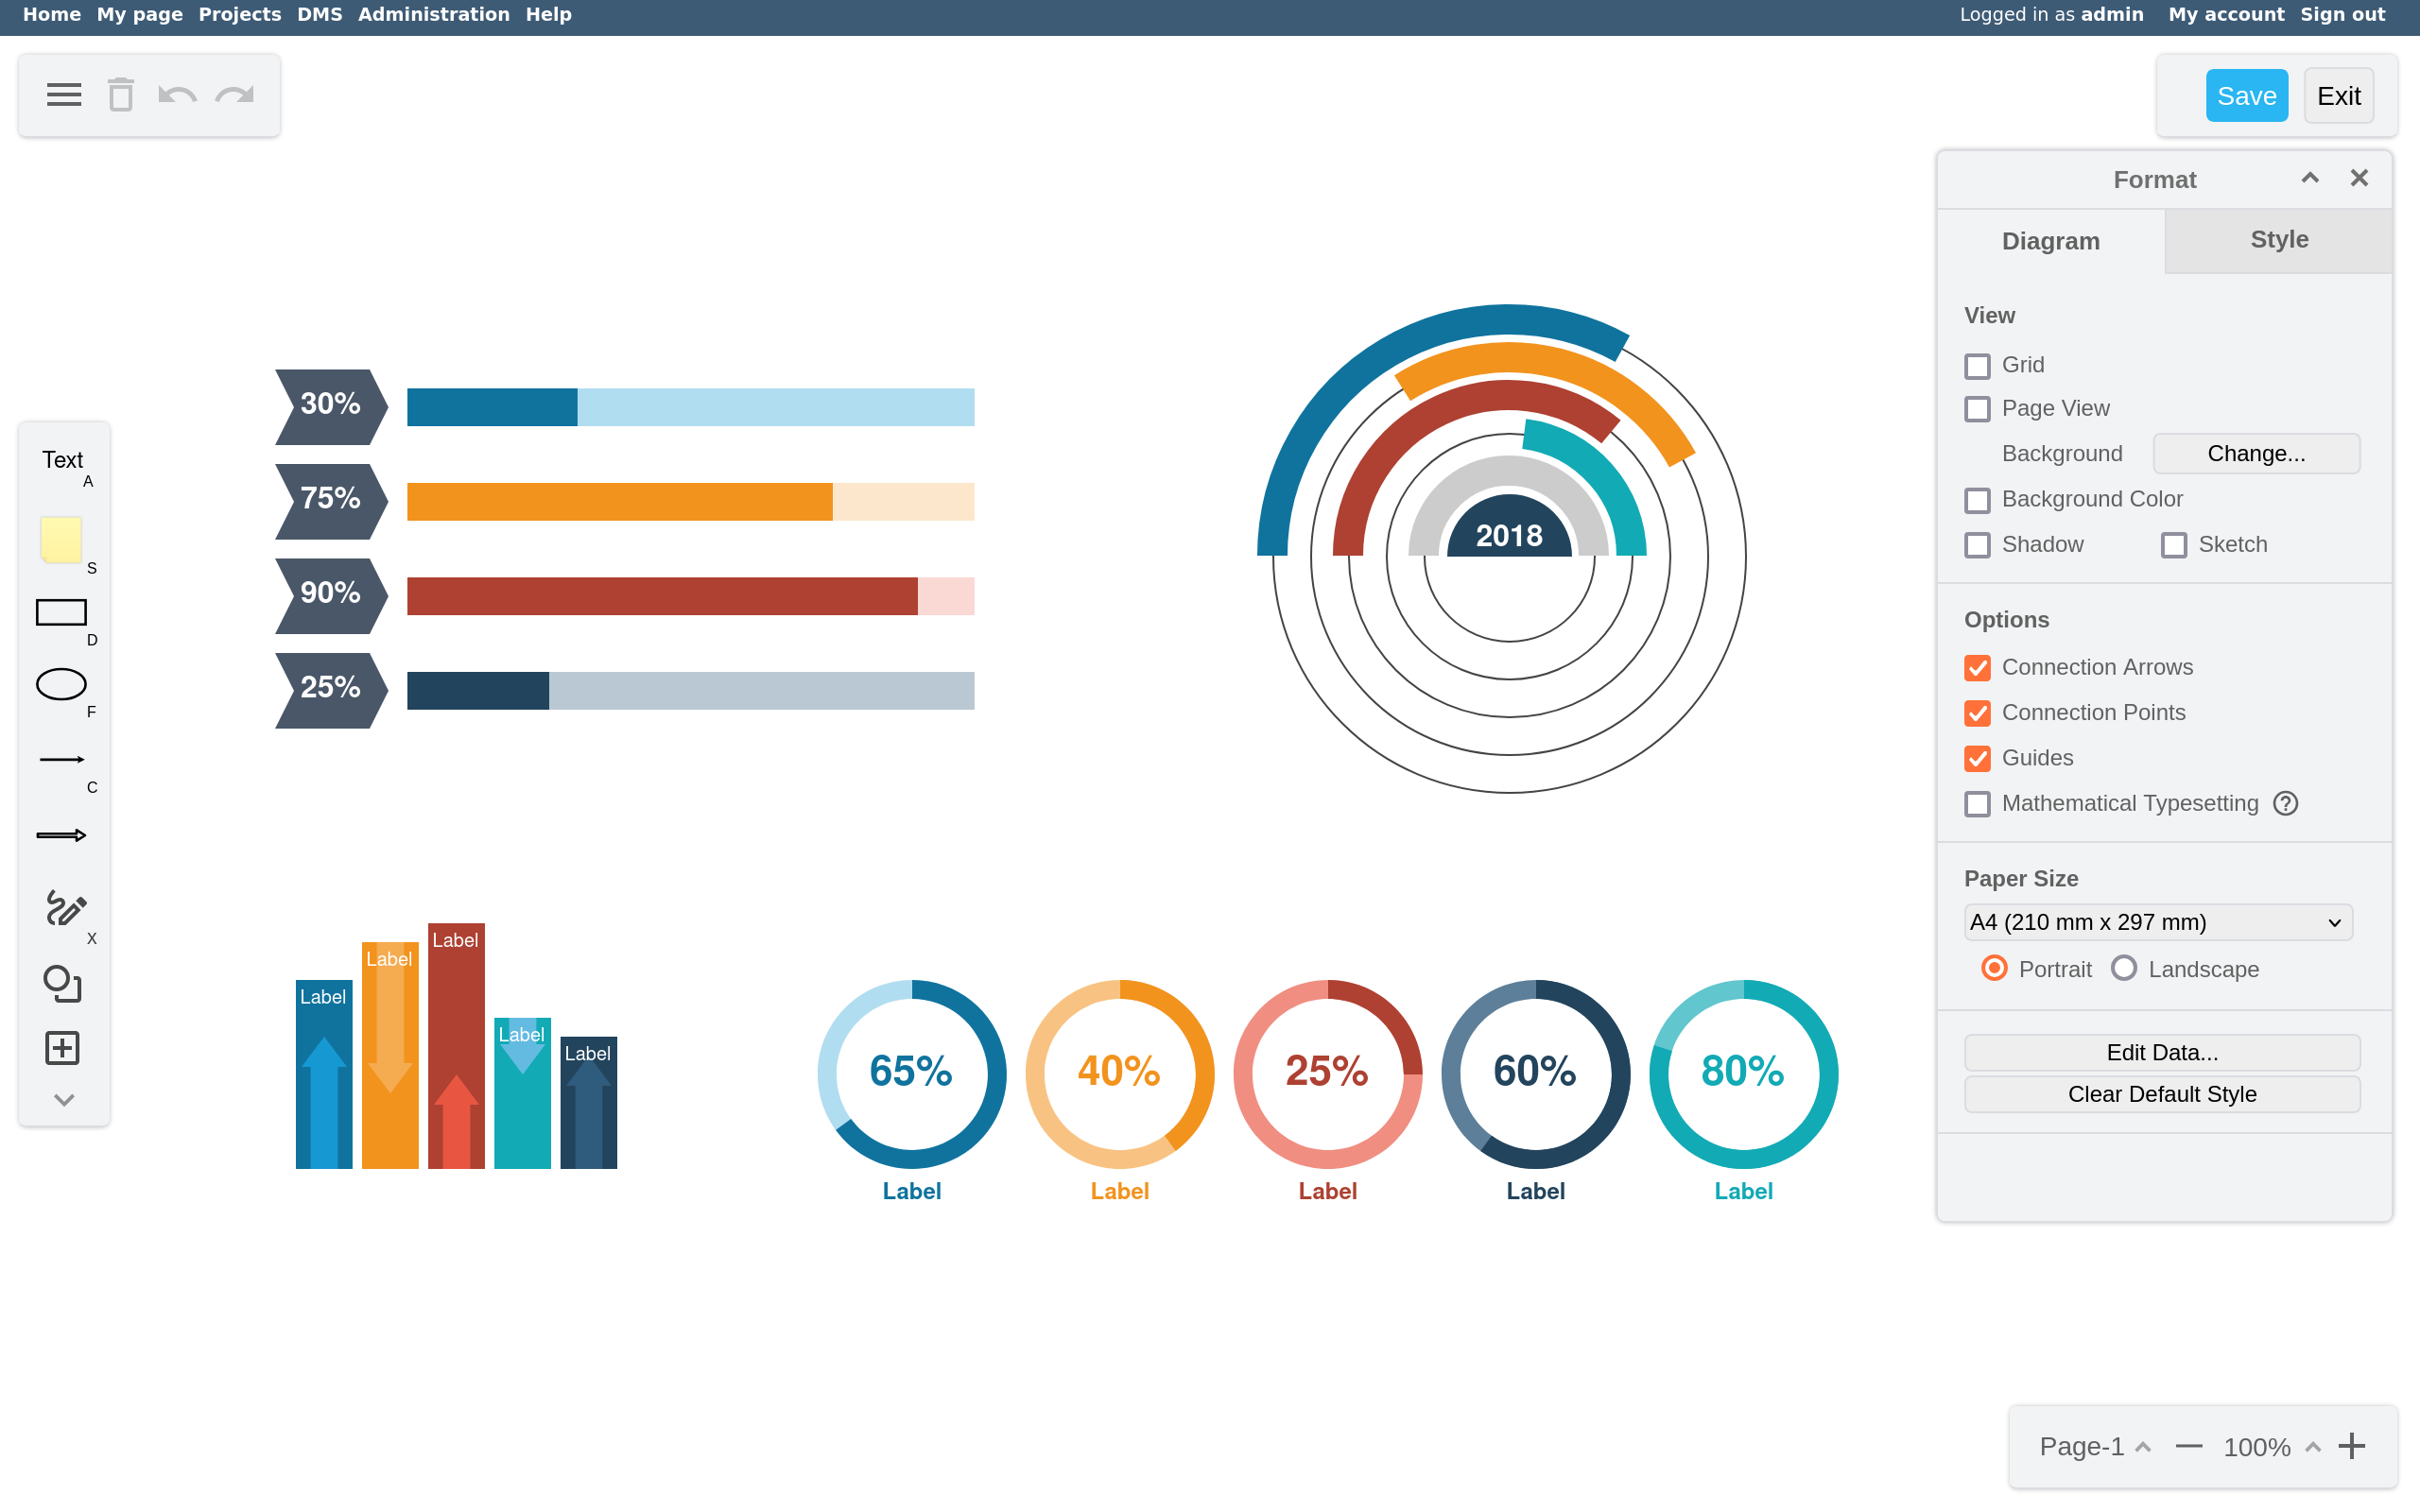 Home My page Projects DMS Administration Help Logged in as admin My account Sign out
Save Exit
Format
Diagram Style
View
Grid
Page View
Background Change...
Background Color
Shadow Sketch
Options
Connection Arrows
Connection Points
Guides
Mathematical Typesetting ?
Paper Size
A4 (210 mm x 297 mm)
Portrait Landscape
Edit Data...
Clear Default Style
Text
A
S
D
F
C
X
30%
75%
90%
25%
2018
Label
Label
Label
Label
Label
65%
40%
25%
60%
80%
Label
Label
Label
Label
Label
Page-1 100%